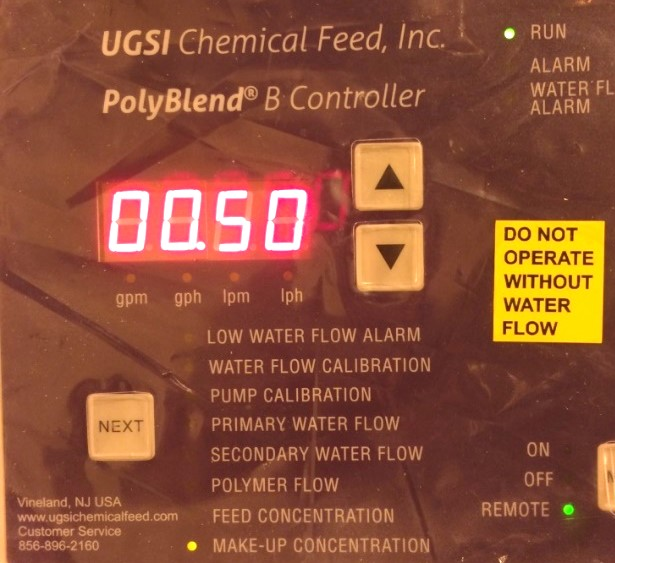 UGSI Chemical Feed, Inc.
PolyBlend® B Controller
RUN
ALARM
WATER FL
ALARM
00.50
gpm gph lpm lph
DO NOT
OPERATE
WITHOUT
WATER
FLOW
LOW WATER FLOW ALARM
WATER FLOW CALIBRATION
PUMP CALIBRATION
PRIMARY WATER FLOW
SECONDARY WATER FLOW
POLYMER FLOW
FEED CONCENTRATION
MAKE-UP CONCENTRATION
NEXT
ON
OFF
REMOTE
Vineland, NJ USA
www.ugsichemicalfeed.com
Customer Service
856-896-2160